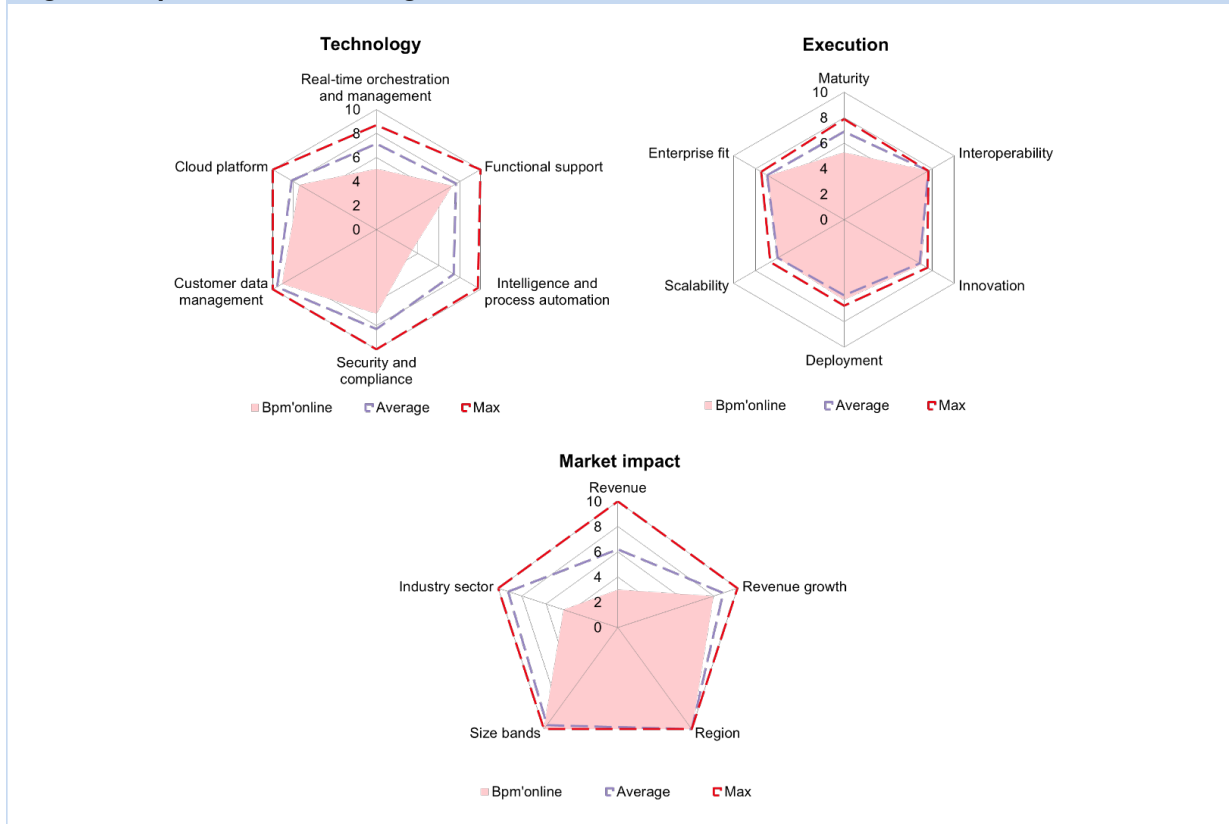 Technology
Real-time orchestration
and management
10
8
6
4
2
0
Cloud platform
Functional support
Customer data
management
Intelligence and
process automation
Security and
compliance
Bpm'online
Average
Max
Execution
Maturity
10
8
6
4
2
0
Enterprise fit
Interoperability
Scalability
Innovation
Deployment
Bpm'online
Average
Max
Market impact
Revenue
10
8
6
4
2
0
Industry sector
Revenue growth
Size bands
Region
Bpm'online
Average
Max